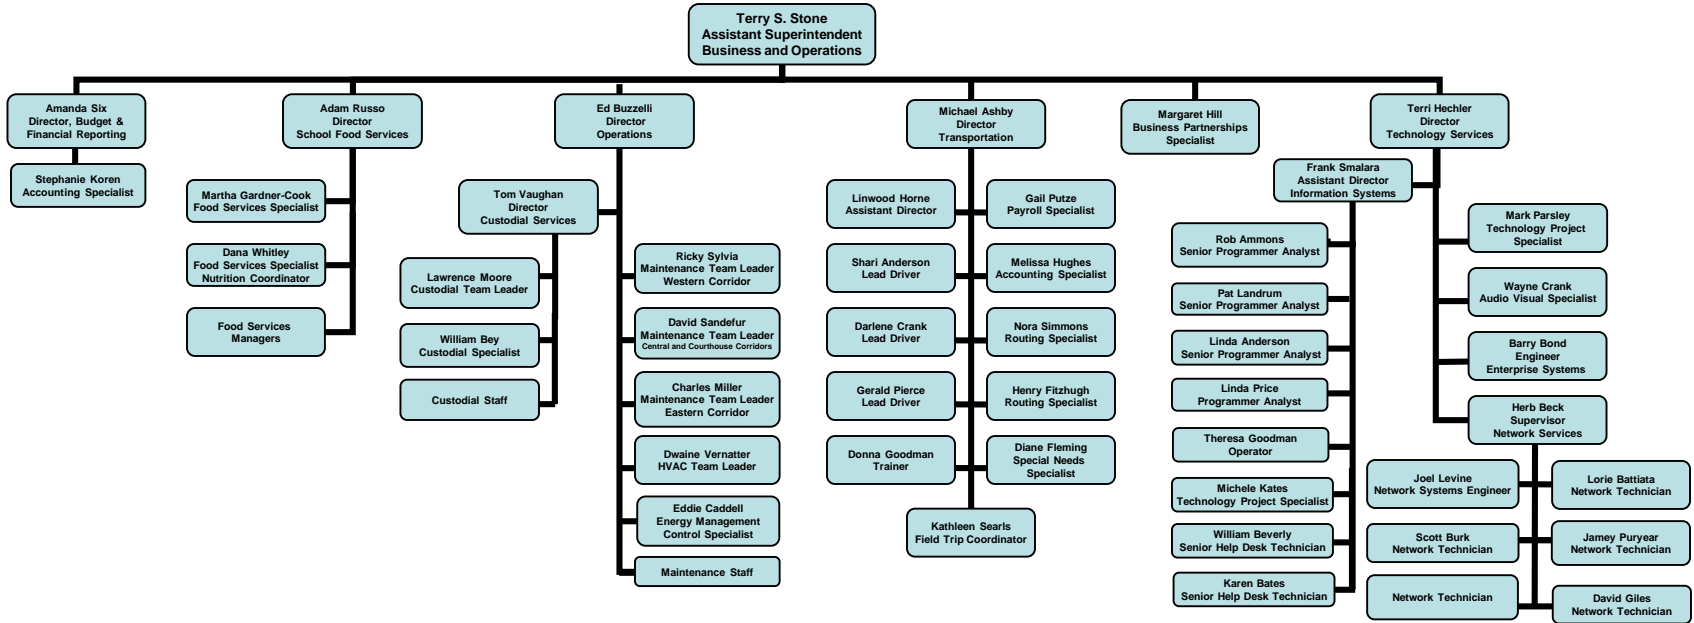 Terry S. Stone
Assistant Superintendent
Business and Operations
Amanda Six
Director, Budget &
Financial Reporting
Stephanie Koren
Accounting Specialist
Adam Russo
Director
School Food Services
Martha Gardner-Cook
Food Services Specialist
Dana Whitley
Food Services Specialist
Nutrition Coordinator
Food Services
Managers
Ed Buzzelli
Director
Operations
Tom Vaughan
Director
Custodial Services
Lawrence Moore
Custodial Team Leader
William Bey
Custodial Specialist
Custodial Staff
Ricky Sylvia
Maintenance Team Leader
Western Corridor
David Sandefur
Maintenance Team Leader
Central and Courthouse Corridors
Charles Miller
Maintenance Team Leader
Eastern Corridor
Dwaine Vernatter
HVAC Team Leader
Eddie Caddell
Energy Management
Control Specialist
Maintenance Staff
Michael Ashby
Director
Transportation
Linwood Horne
Assistant Director
Gail Putze
Payroll Specialist
Shari Anderson
Lead Driver
Melissa Hughes
Accounting Specialist
Darlene Crank
Lead Driver
Nora Simmons
Routing Specialist
Gerald Pierce
Lead Driver
Henry Fitzhugh
Routing Specialist
Donna Goodman
Trainer
Diane Fleming
Special Needs
Specialist
Kathleen Searls
Field Trip Coordinator
Margaret Hill
Business Partnerships
Specialist
Terri Hechler
Director
Technology Services
Frank Smalara
Assistant Director
Information Systems
Rob Ammons
Senior Programmer Analyst
Pat Landrum
Senior Programmer Analyst
Linda Anderson
Senior Programmer Analyst
Linda Price
Programmer Analyst
Theresa Goodman
Operator
Michele Kates
Technology Project Specialist
William Beverly
Senior Help Desk Technician
Karen Bates
Senior Help Desk Technician
Mark Parsley
Technology Project
Specialist
Wayne Crank
Audio Visual Specialist
Barry Bond
Engineer
Enterprise Systems
Herb Beck
Supervisor
Network Services
Joel Levine
Network Systems Engineer
Lorie Battiata
Network Technician
Scott Burk
Network Technician
Jamey Puryear
Network Technician
Network Technician
David Giles
Network Technician